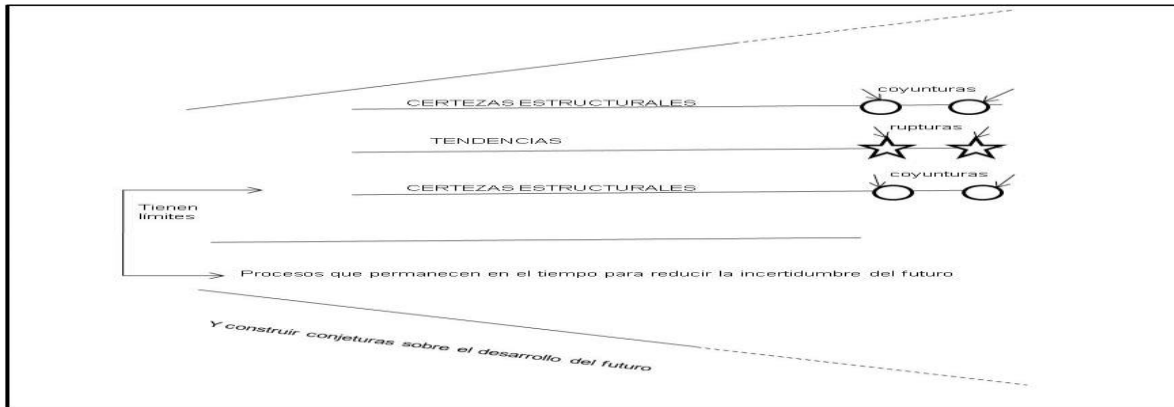 coyunturas
CERTEZAS ESTRUCTURALES
rupturas
TENDENCIAS
coyunturas
CERTEZAS ESTRUCTURALES
Tienen
límites
Procesos que permanecen en el tiempo para reducir la incertidumbre del futuro
Y construir conjeturas sobre el desarrollo del futuro